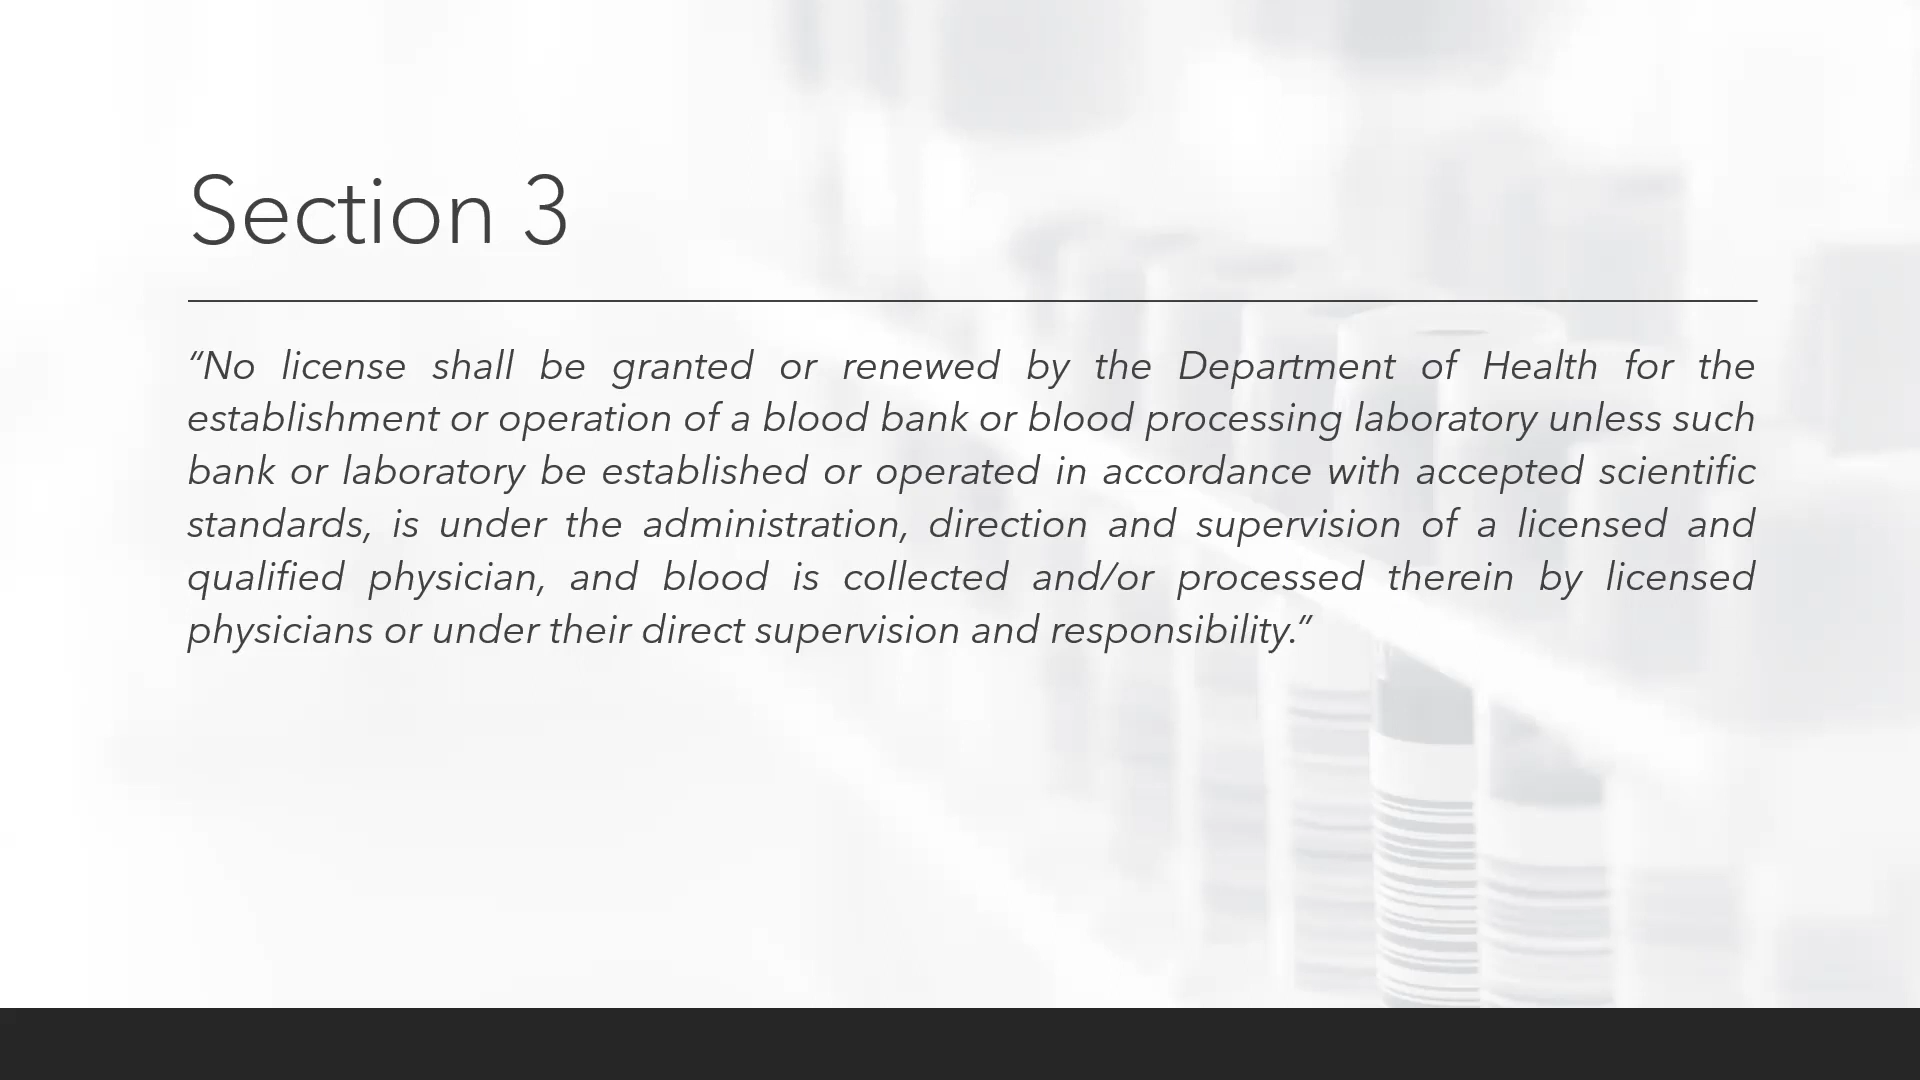 Section 3
“No license shall be granted or renewed by the Department of Health for the
establishment or operation of a blood bank or blood processing laboratory unless such
bank or laboratory be established or operated in accordance with accepted scientific
standards, is under the administration, direction and supervision of a licensed and
qualified physician, and blood is collected and/or processed therein by licensed
physicians or under their direct supervision and responsibility.”